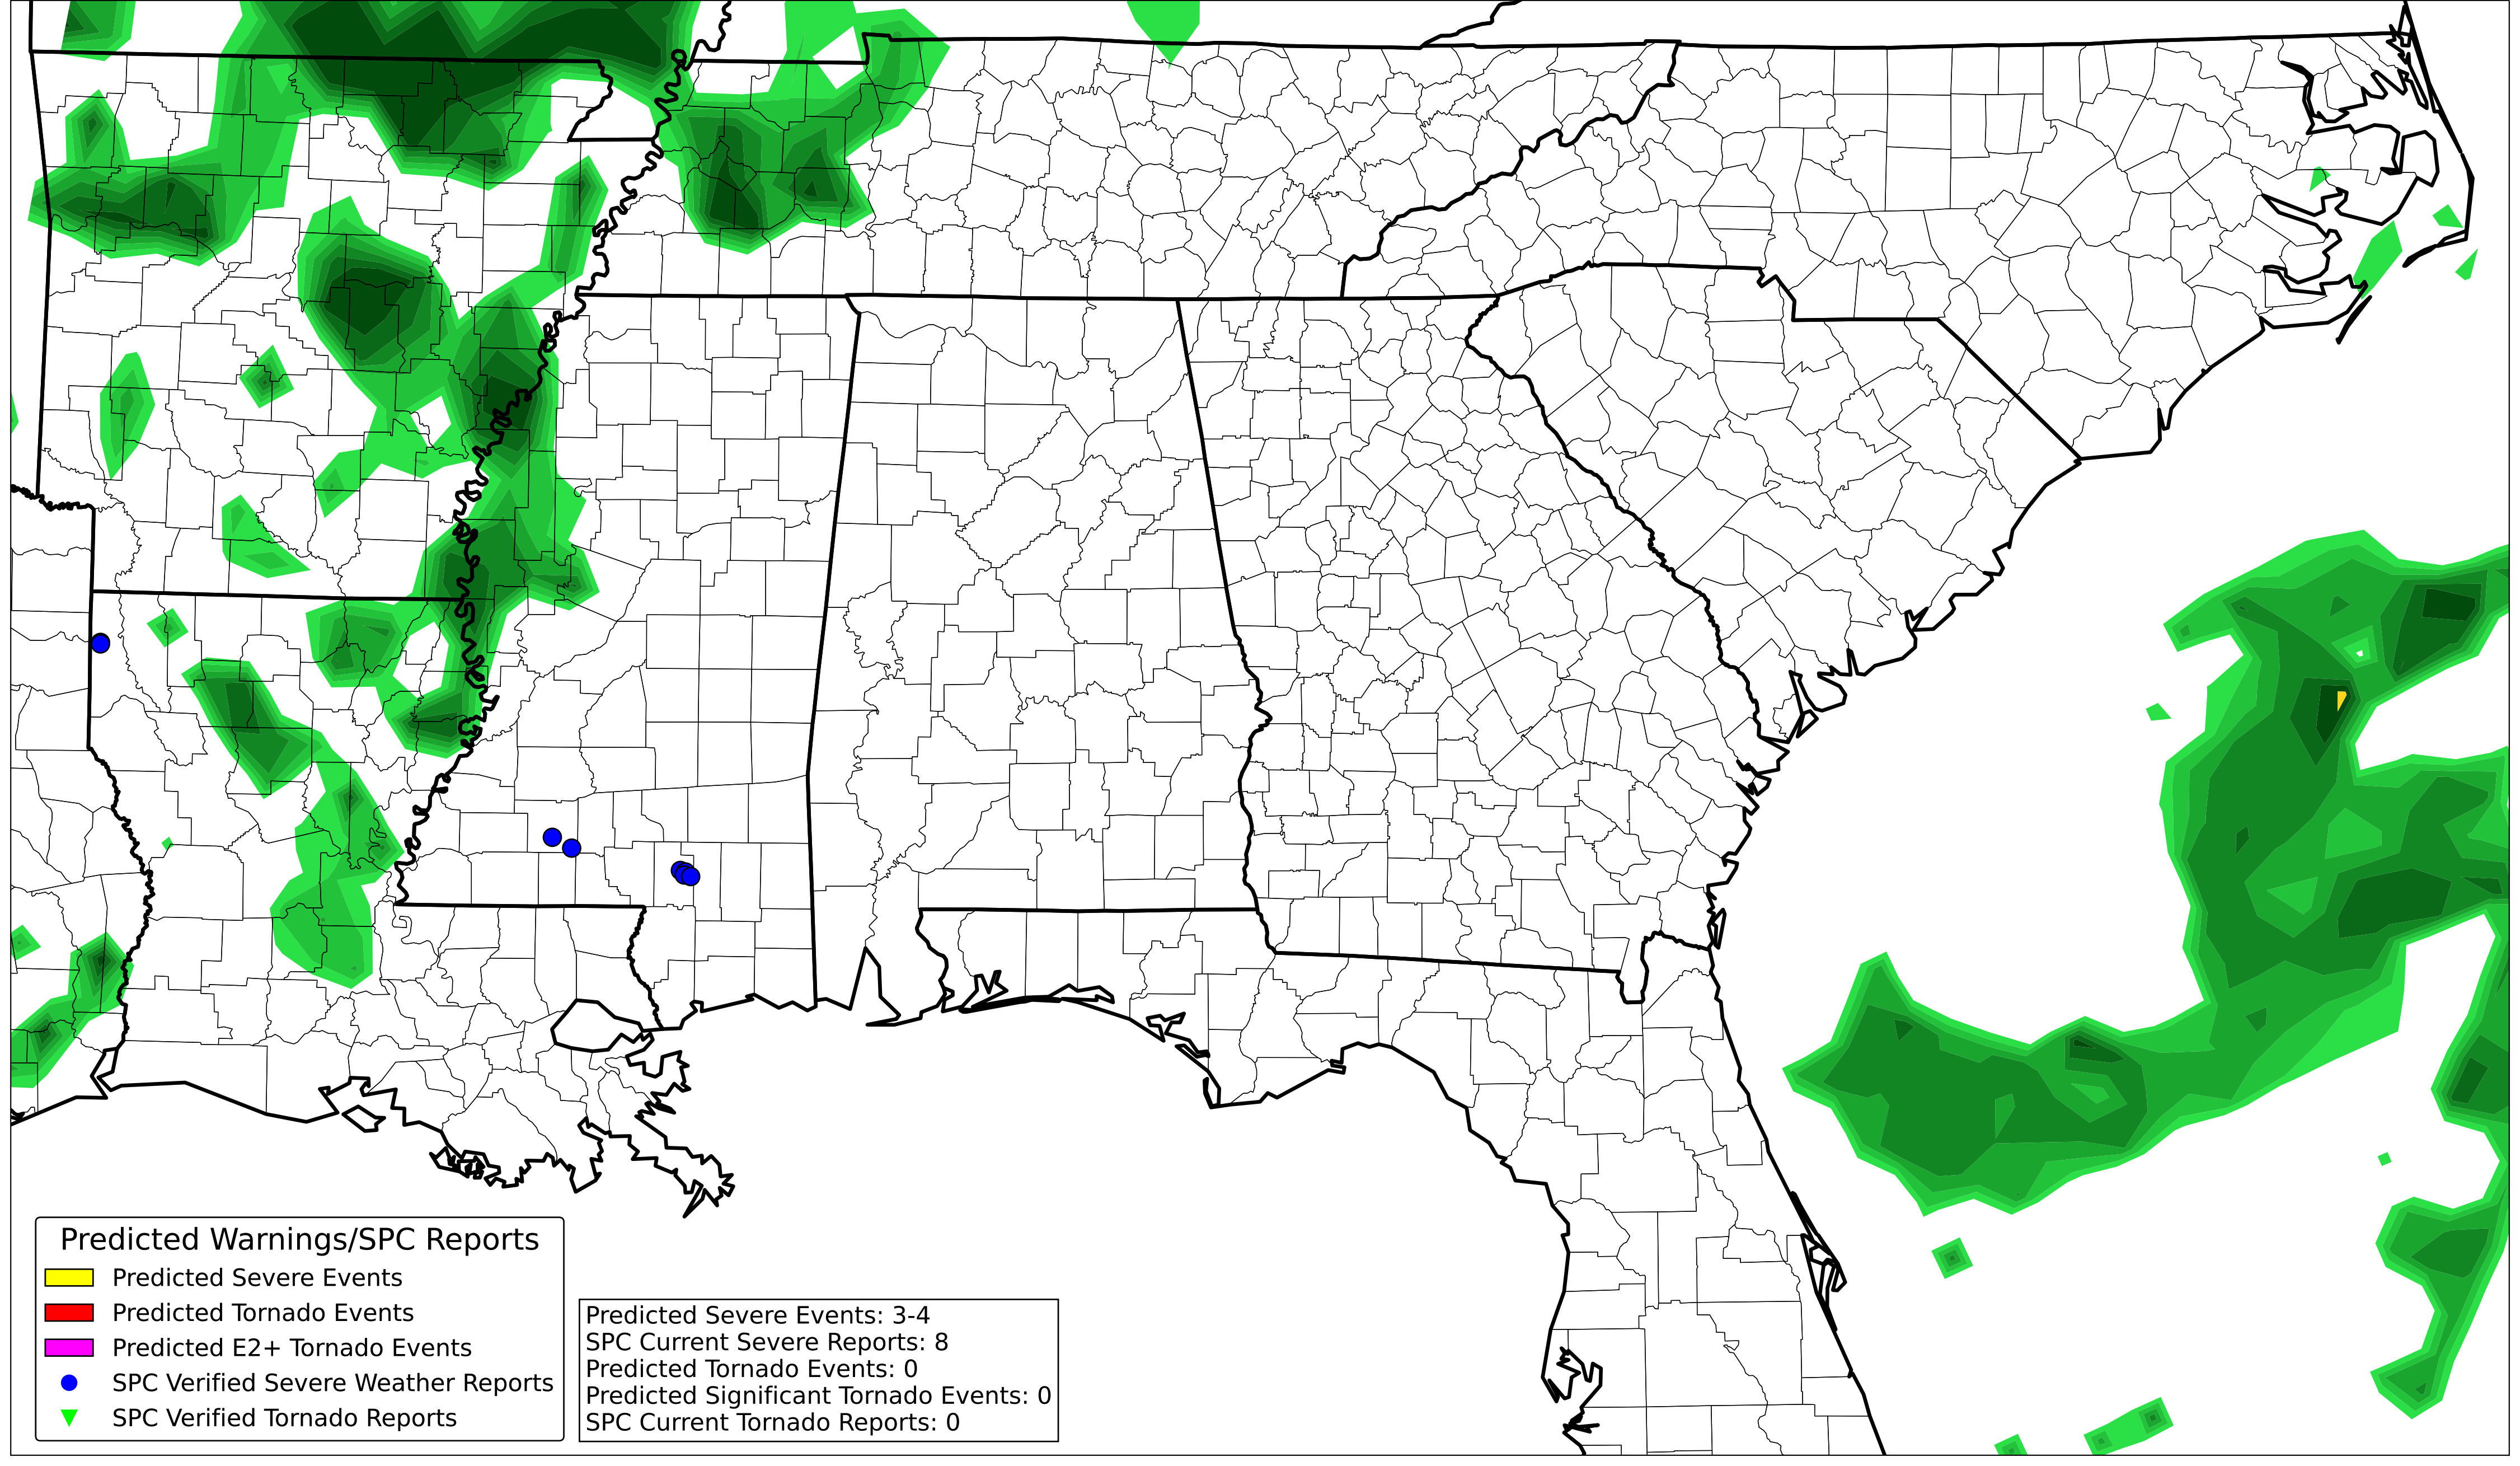 Predicted Warnings/SPC Reports
Predicted Severe Events
Predicted Tornado Events
Predicted E2+ Tornado Events
SPC Verified Severe Weather Reports
SPC Verified Tornado Reports
Predicted Severe Events: 3-4
SPC Current Severe Reports: 8
Predicted Tornado Events: 0
Predicted Significant Tornado Events: 0
SPC Current Tornado Reports: 0